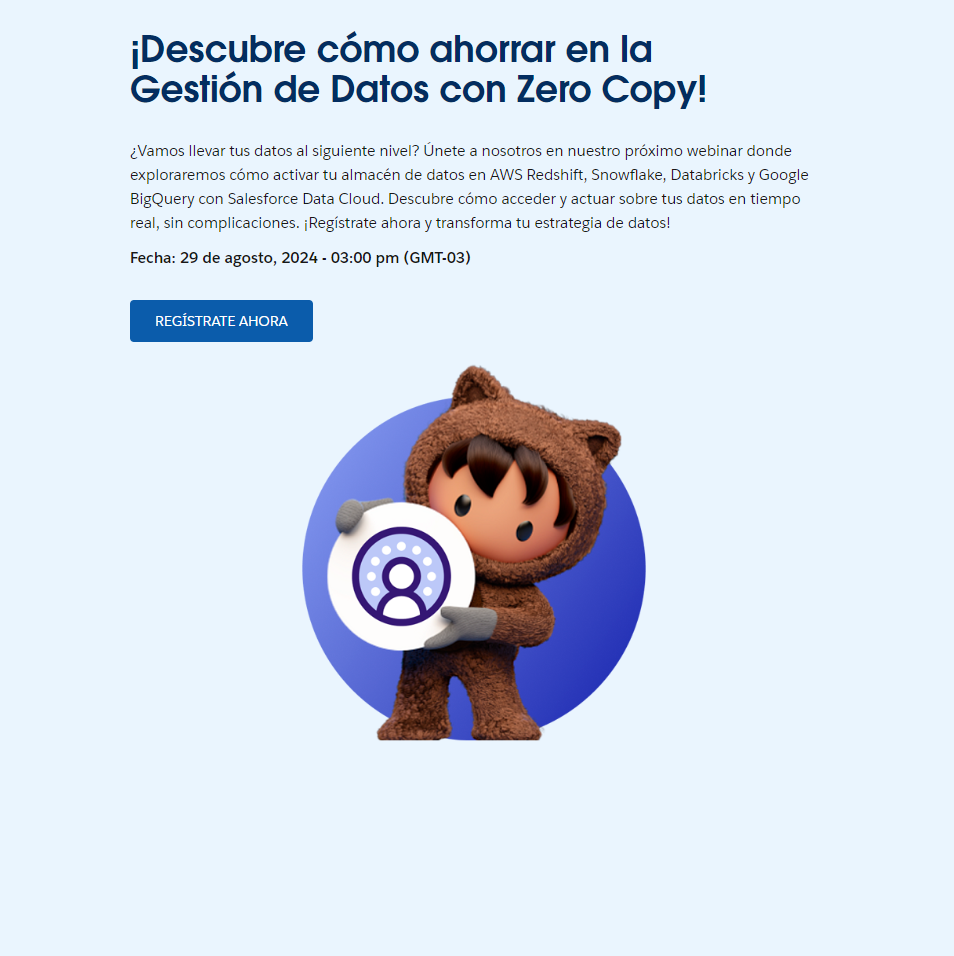 ¡Descubre cómo ahorrar en la
Gestión de Datos con Zero Copy!
¿Vamos llevar tus datos al siguiente nivel? Únete a nosotros en nuestro próximo webinar donde
exploraremos cómo activar tu almacén de datos en AWS Redshift, Snowflake, Databricks y Google
BigQuery con Salesforce Data Cloud. Descubre cómo acceder y actuar sobre tus datos en tiempo
real, sin complicaciones. ¡Regístrate ahora y transforma tu estrategia de datos!
Fecha: 29 de agosto, 2024 - 03:00 pm (GMT-03)
REGÍSTRATE AHORA